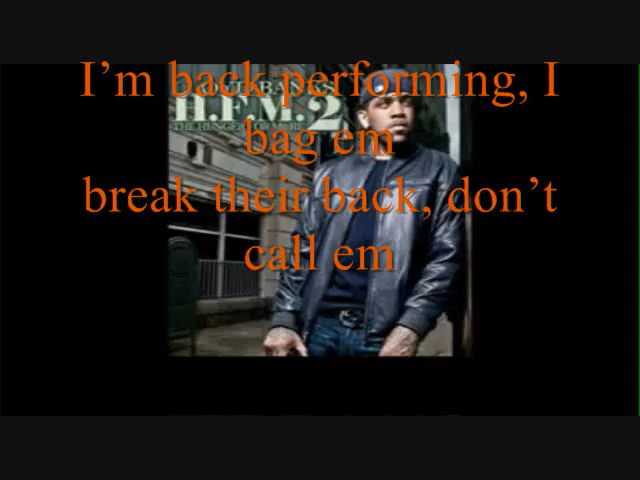 I’m back performing, I
bag em
break their back, don’t
call em
H.F.M.2
THE HUNGER FOR MORE